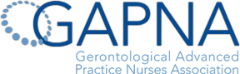 GAPNA
Gerontological Advanced
Practice Nurses Association